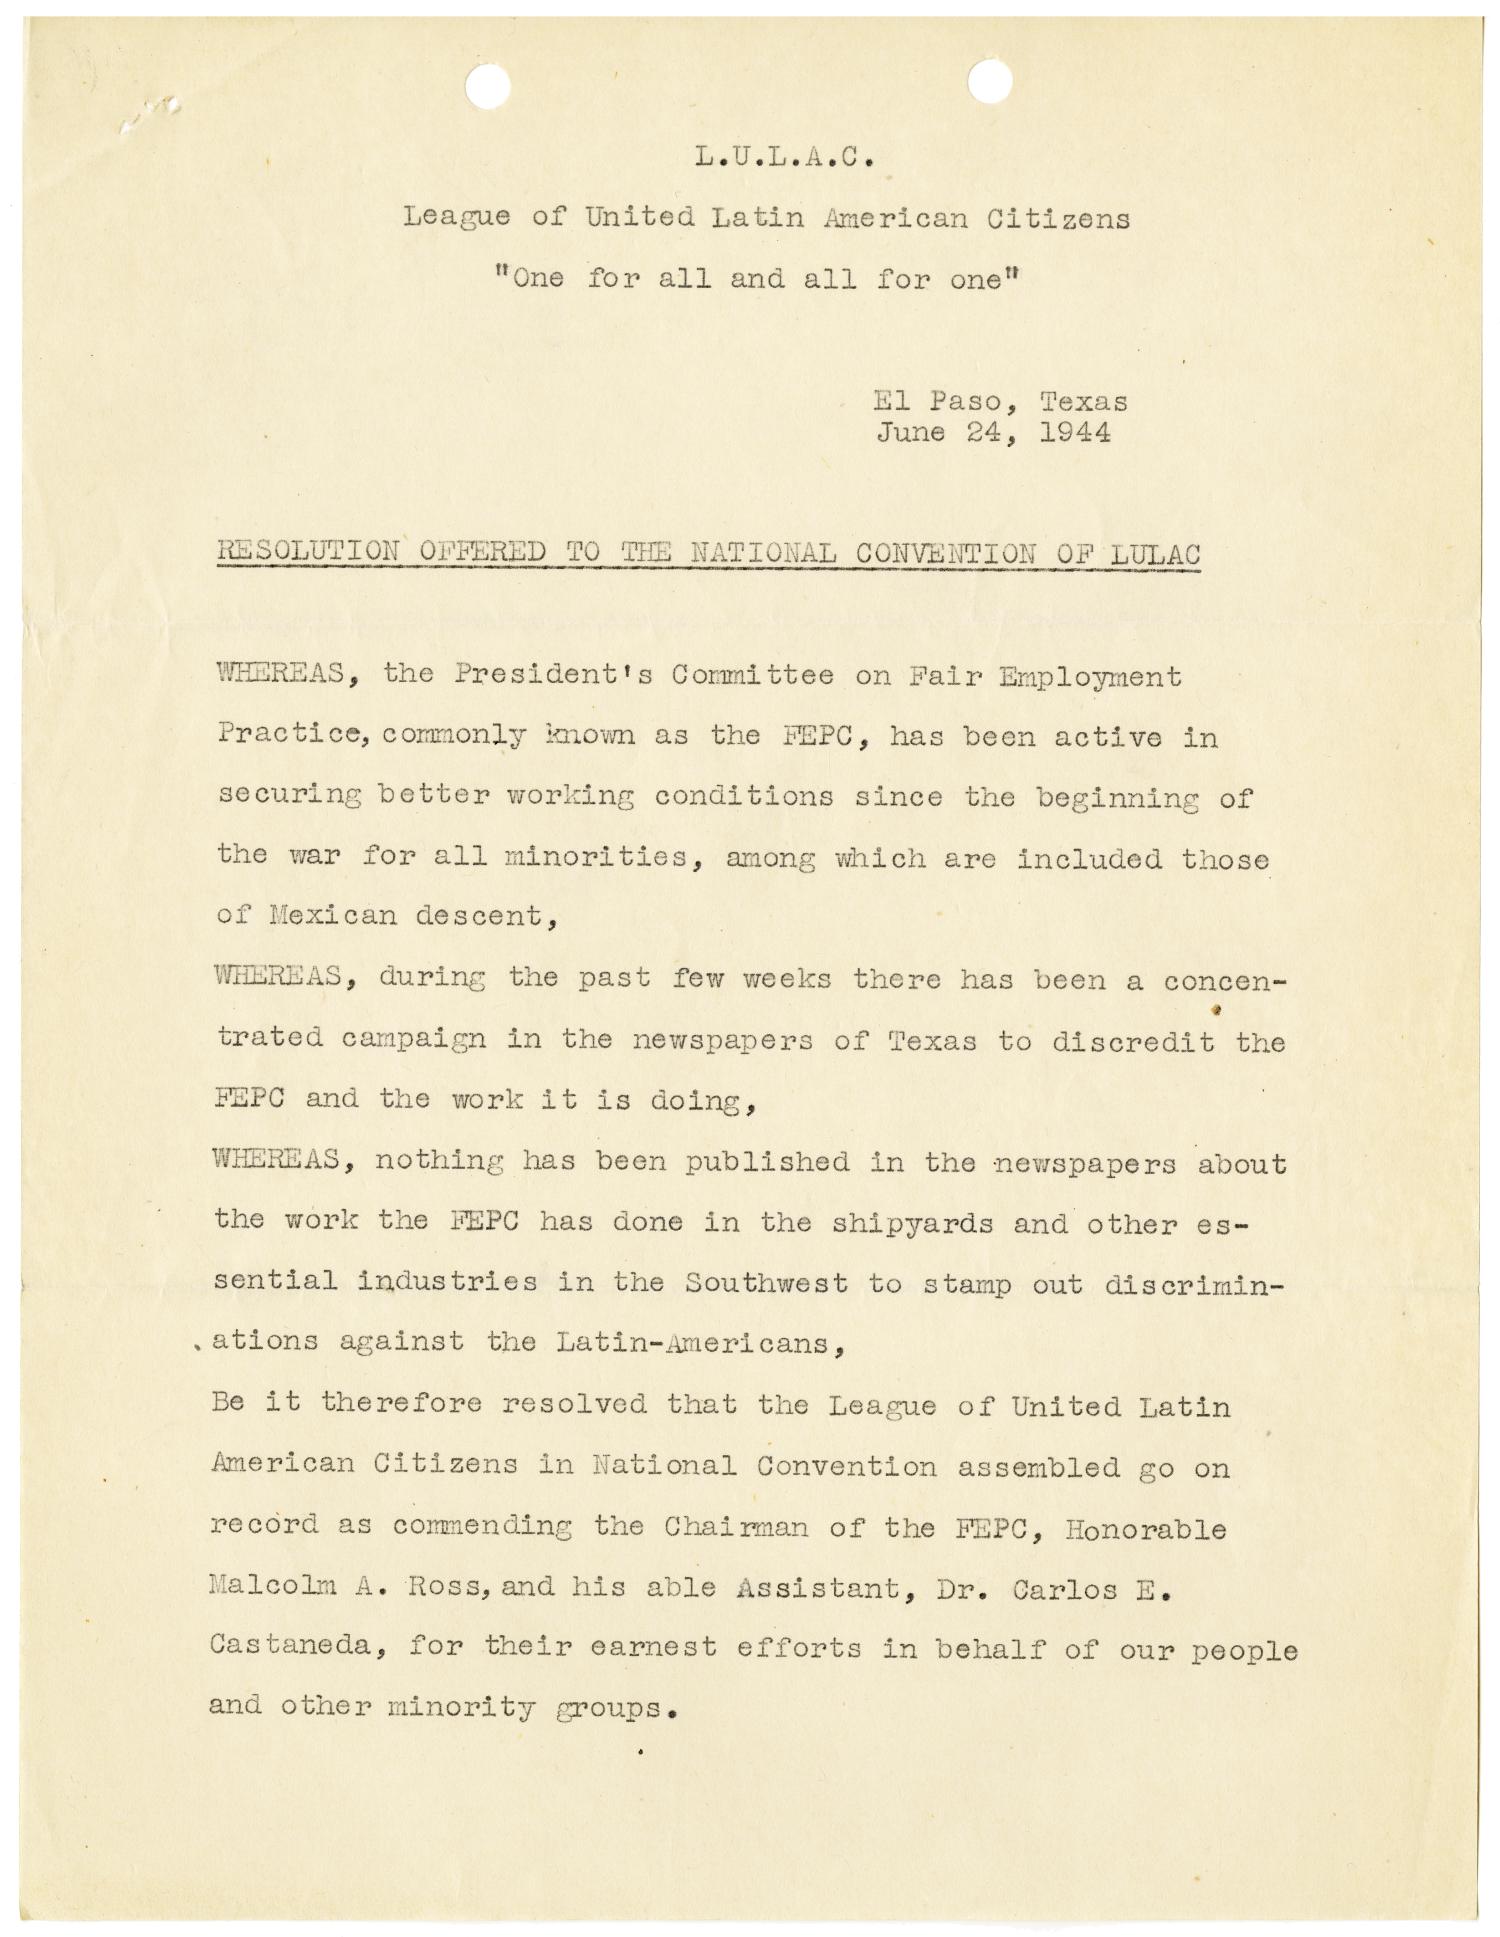 L.U.L.A.C.
League of United Latin American Citizens
"One for all and all for one"
El Paso, Texas
June 24, 1944
RESOLUTION OFFERED TO THE NATIONAL CONVENTION OF LULAC
WHEREAS, the President's Committee on Fair Employment
Practice, commonly known as the FEPC, has been active in
securing better working conditions since the beginning of
the war for all minorities, among which are included those
of Mexican descent,
WHEREAS, during the past few weeks there has been a concen-
trated campaign in the newspapers of Texas to discredit the
FEPC and the work it is doing,
WHEREAS, nothing has been published in the newspapers about
the work the FEPC has done in the shipyards and other es-
sential industries in the Southwest to stamp out discrimin-
ations against the Latin-Americans,
Be it therefore resolved that the League of United Latin
American Citizens in National Convention assembled go on
record as commending the Chairman of the FEPC, Honorable
Malcolm A. Ross, and his able Assistant, Dr. Carlos E.
Castaneda, for their earnest efforts in behalf of our people
and other minority groups.